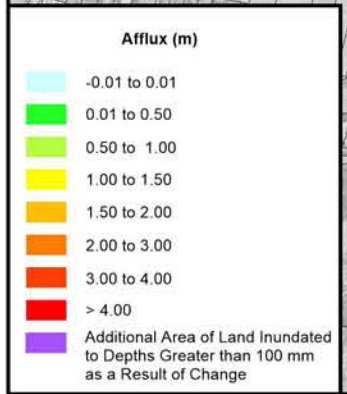 Afflux (m)
-0.01 to 0.01
0.01 to 0.50
0.50 to 1.00
1.00 to 1.50
1.50 to 2.00
2.00 to 3.00
3.00 to 4.00
> 4.00
Additional Area of Land Inundated
to Depths Greater than 100 mm
as a Result of Change